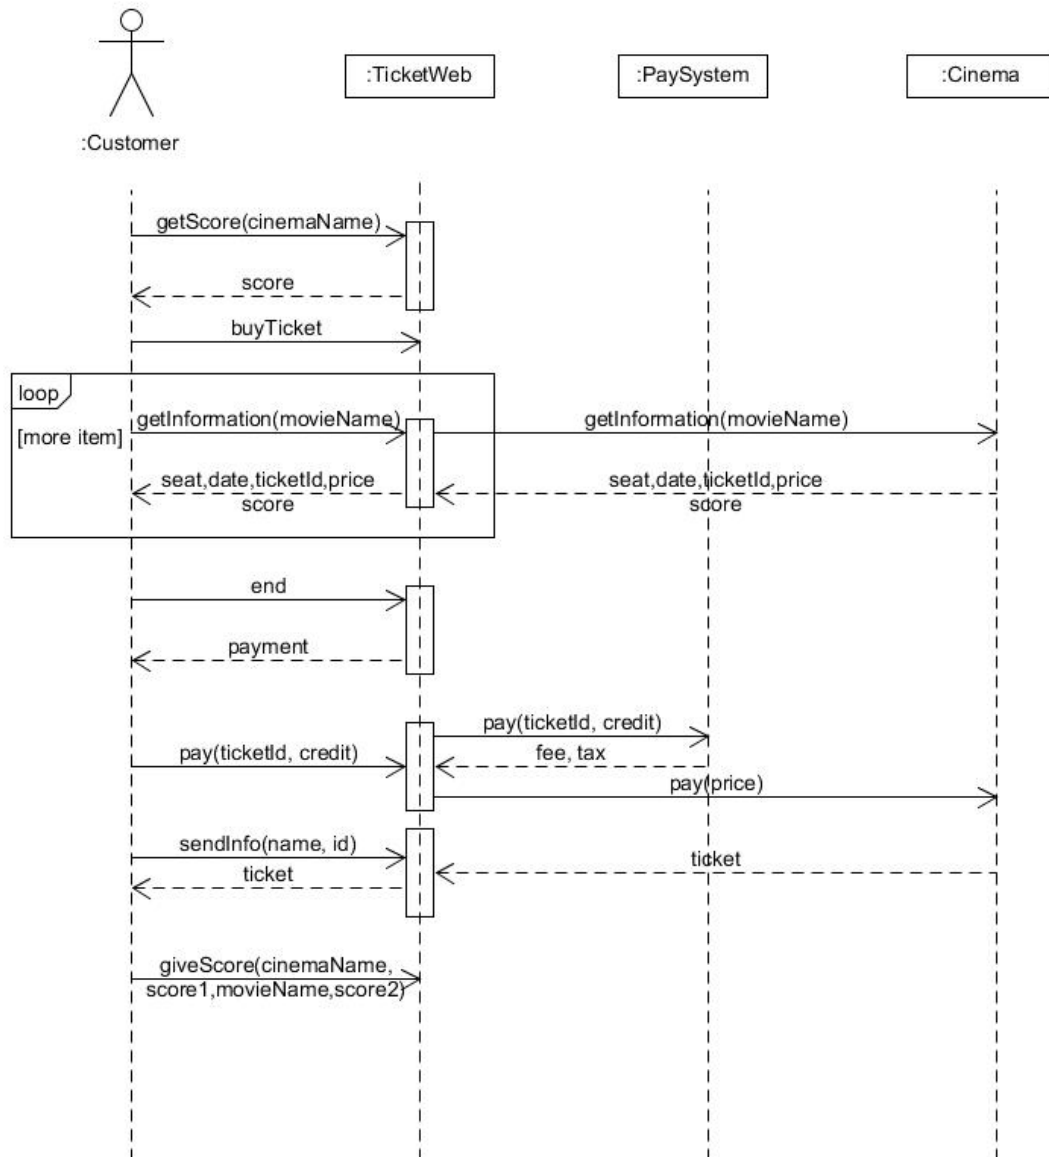 :TicketWeb
:PaySystem
:Cinema
:Customer
getScore(cinemaName)
score
buyTicket
loop
[more item]
getInformation(movieName)
getInformation(movieName)
seat,date,ticketId,price
score
seat,date,ticketId,price
score
end
payment
pay(ticketId, credit)
pay(ticketId, credit)
fee, tax
pay(price)
sendInfo(name, id)
ticket
ticket
giveScore(cinemaName,
score1,movieName,score2)